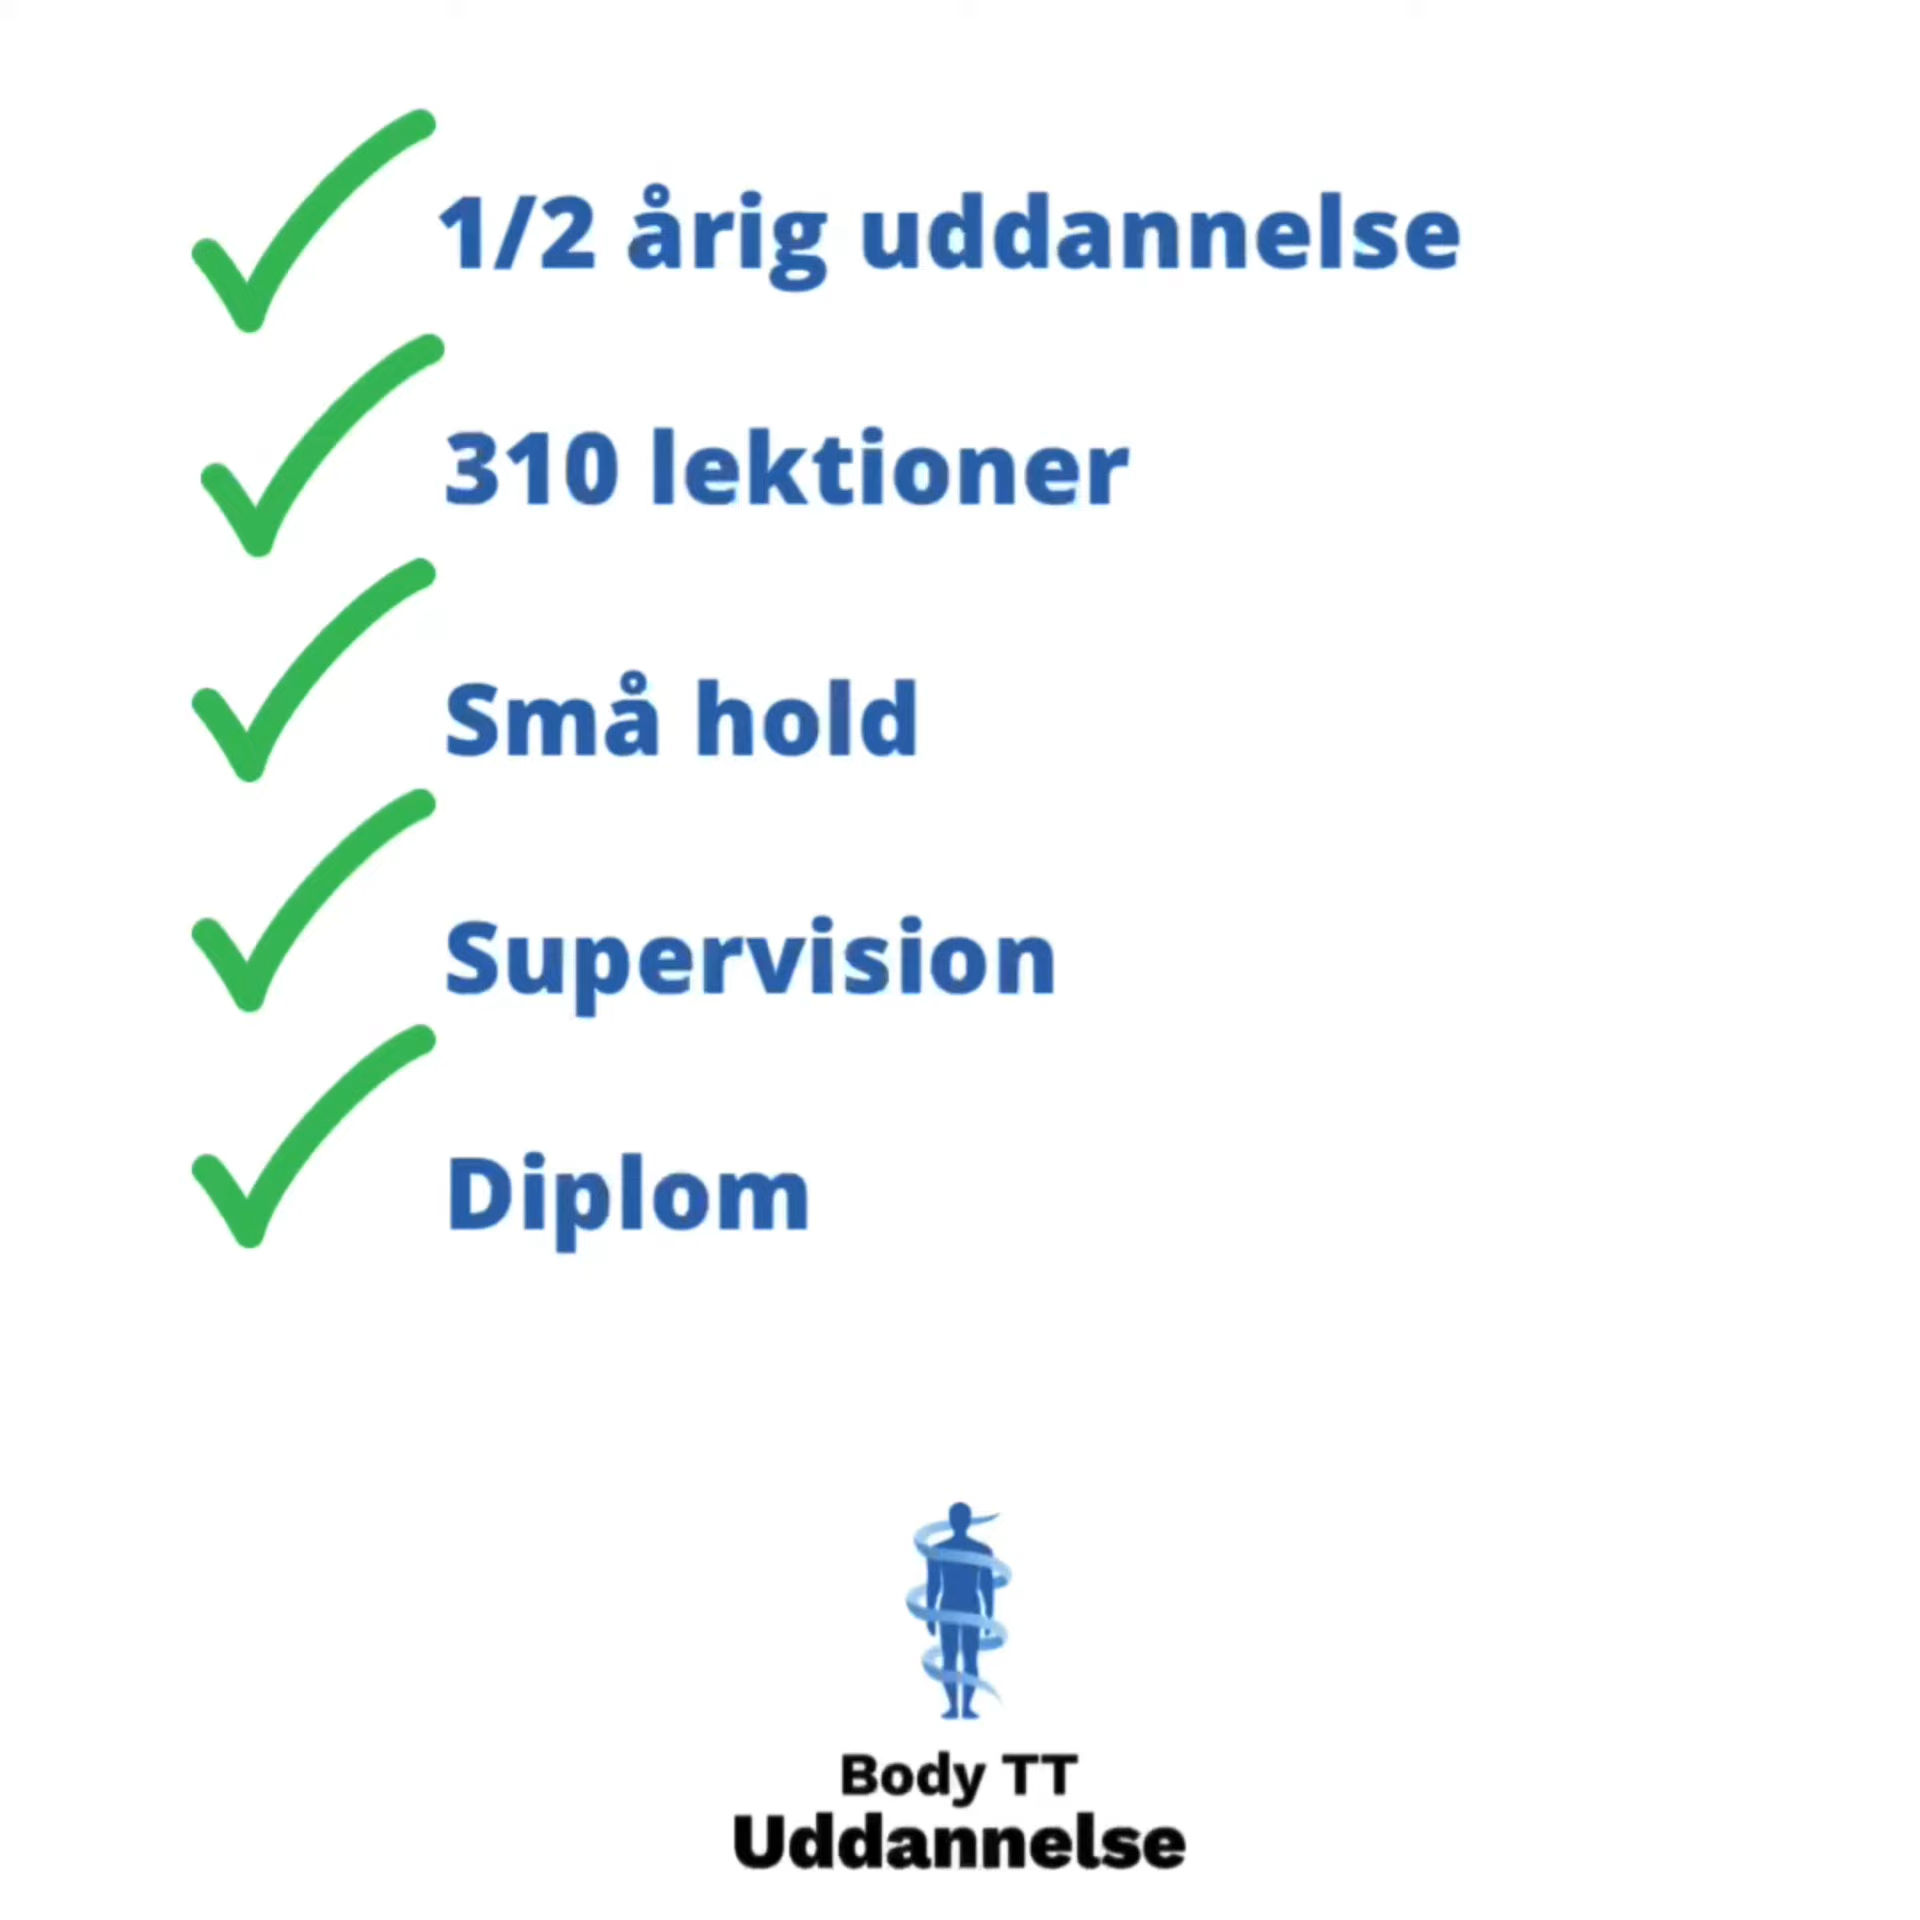 1/2 årig uddannelse
310 lektioner
Små hold
Supervision
Diplom
Body TT
Uddannelse